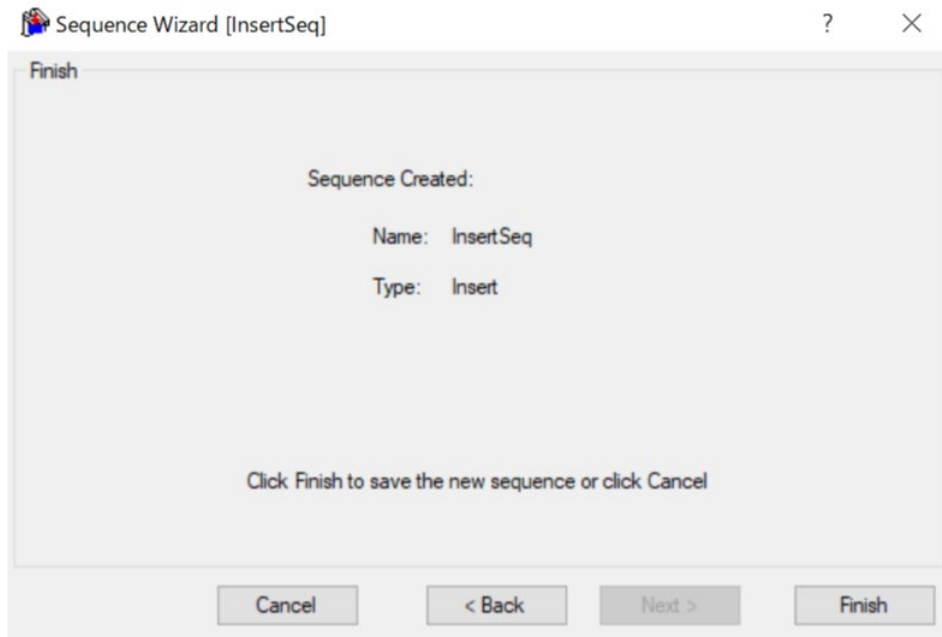 Sequence Wizard [InsertSeq]
?
Finish
Sequence Created:
Name: InsertSeq
Type: Insert
Click Finish to save the new sequence or click Cancel
Cancel < Back Next > Finish